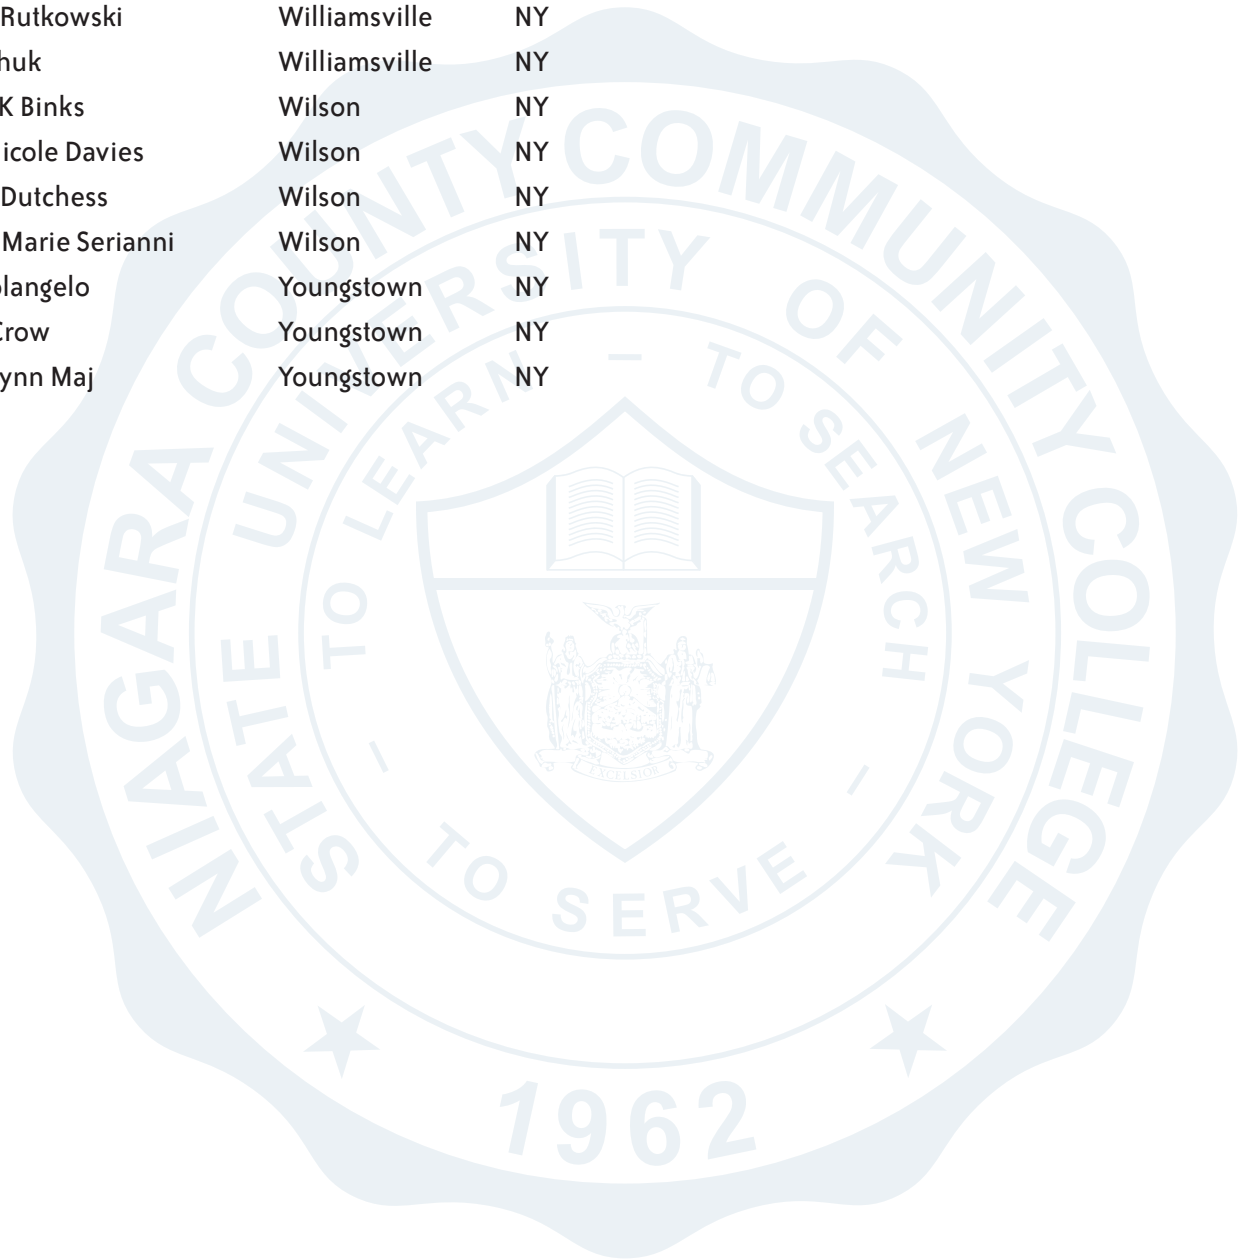 Rutkowski Williamsville NY
huk Williamsville NY
K Binks Wilson NY
icole Davies Wilson NY
Dutchess Wilson NY
Marie Serianni Wilson NY
olangelo Youngstown NY
Crow Youngstown NY
ynn Maj Youngstown NY
NIAGARA COUNTY COMMUNITY COLLEGE
STATE UNIVERSITY OF NEW YORK
TO LEARN – TO SEARCH – TO SERVE –
EXCELSIOR
1962